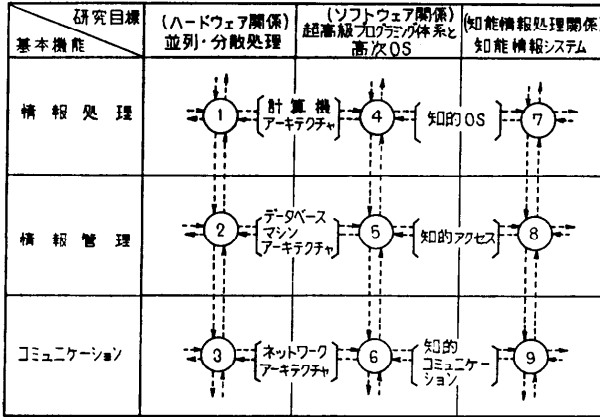 研究目標
基本機能
(ハードウェア関係)
並列・分散処理
(ソフトウェア関係)
超高級プログラミング体系と
高次OS
(知能情報処理関係)
知能情報システム
情報処理
1
計算機
アーキテクチャ
4
知的OS
7
情報管理
2
データベース
マシン
アーキテクチャ
5
知的アクセス
8
コミュニケーション
3
ネットワーク
アーキテクチャ
6
知的
コミュニケー
ション
9